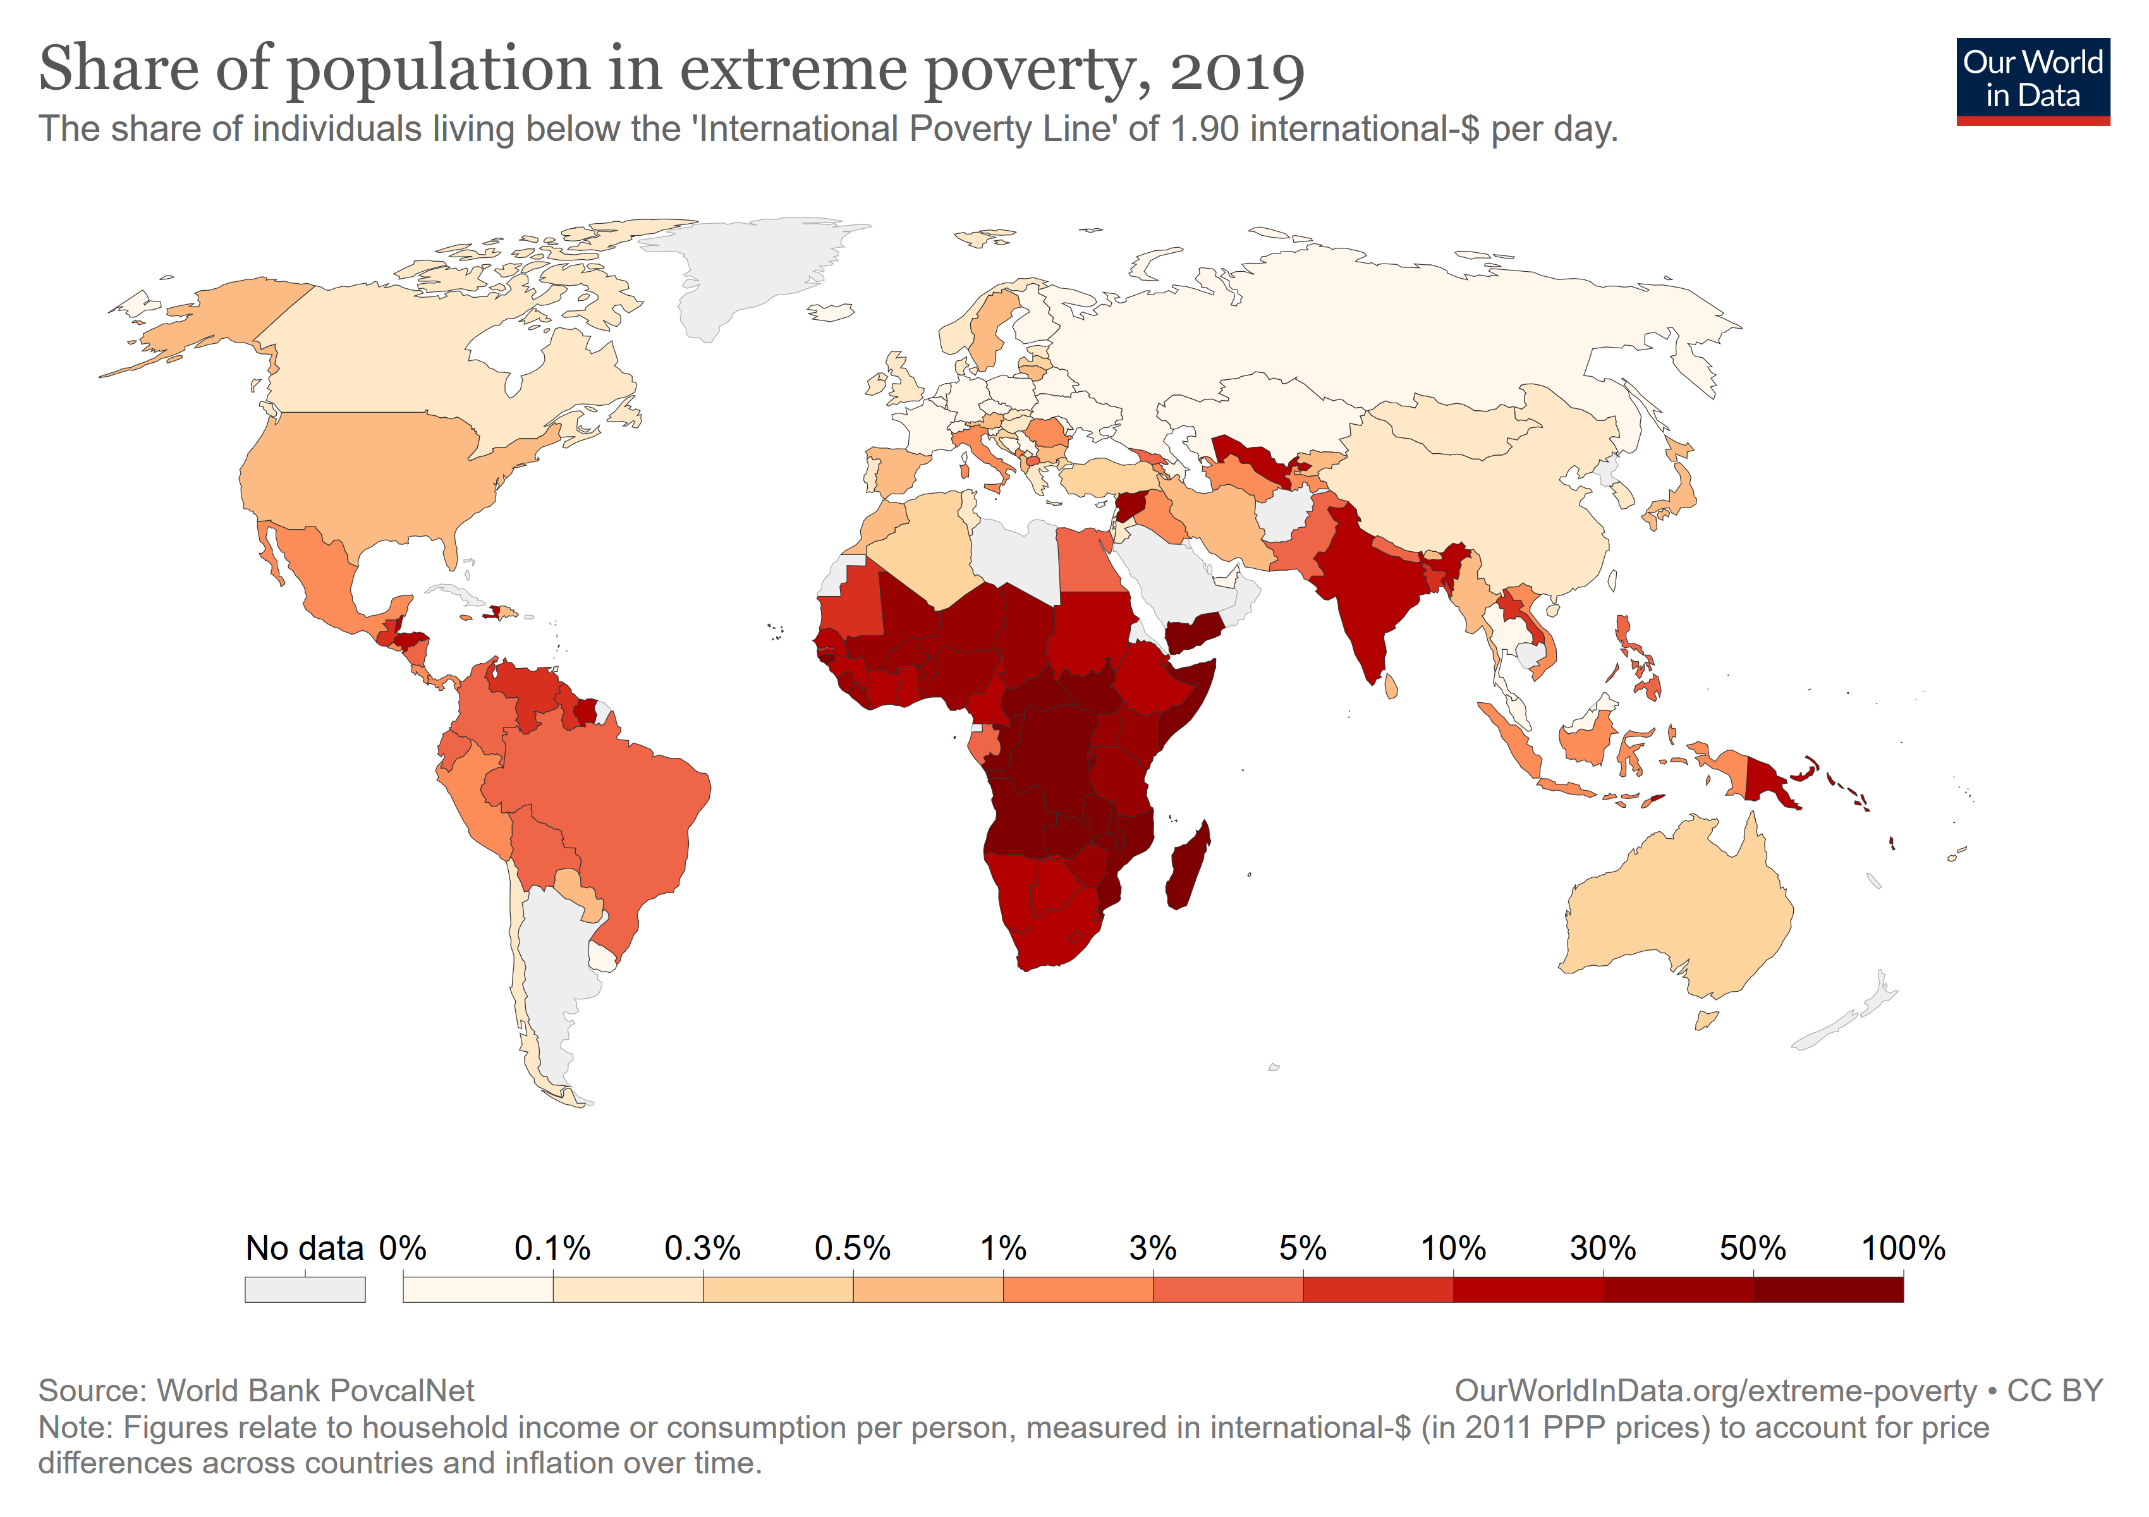 Share of population in extreme poverty, 2019
The share of individuals living below the 'International Poverty Line' of 1.90 international-$ per day.
Our World
in Data
No data 0% 0.1% 0.3% 0.5% 1% 3% 5% 10% 30% 50% 100%
Source: World Bank PovcalNet
OurWorldInData.org/extreme-poverty • CC BY
Note: Figures relate to household income or consumption per person, measured in international-$ (in 2011 PPP prices) to account for price
differences across countries and inflation over time.